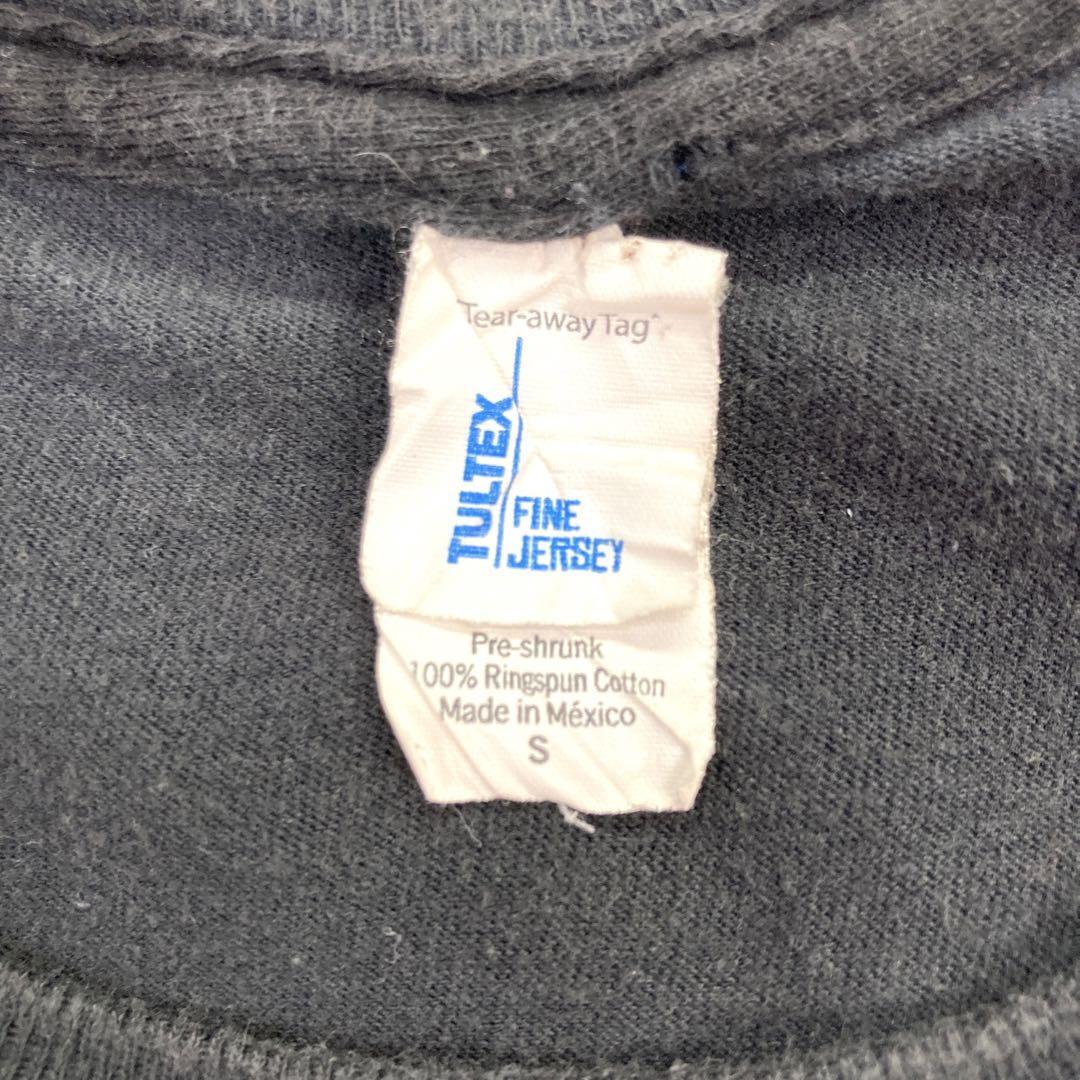 Tear-away Tag^
TULTEX
FINE
JERSEY
Pre-shrunk
100% Ringspun Cotton
Made in México
S